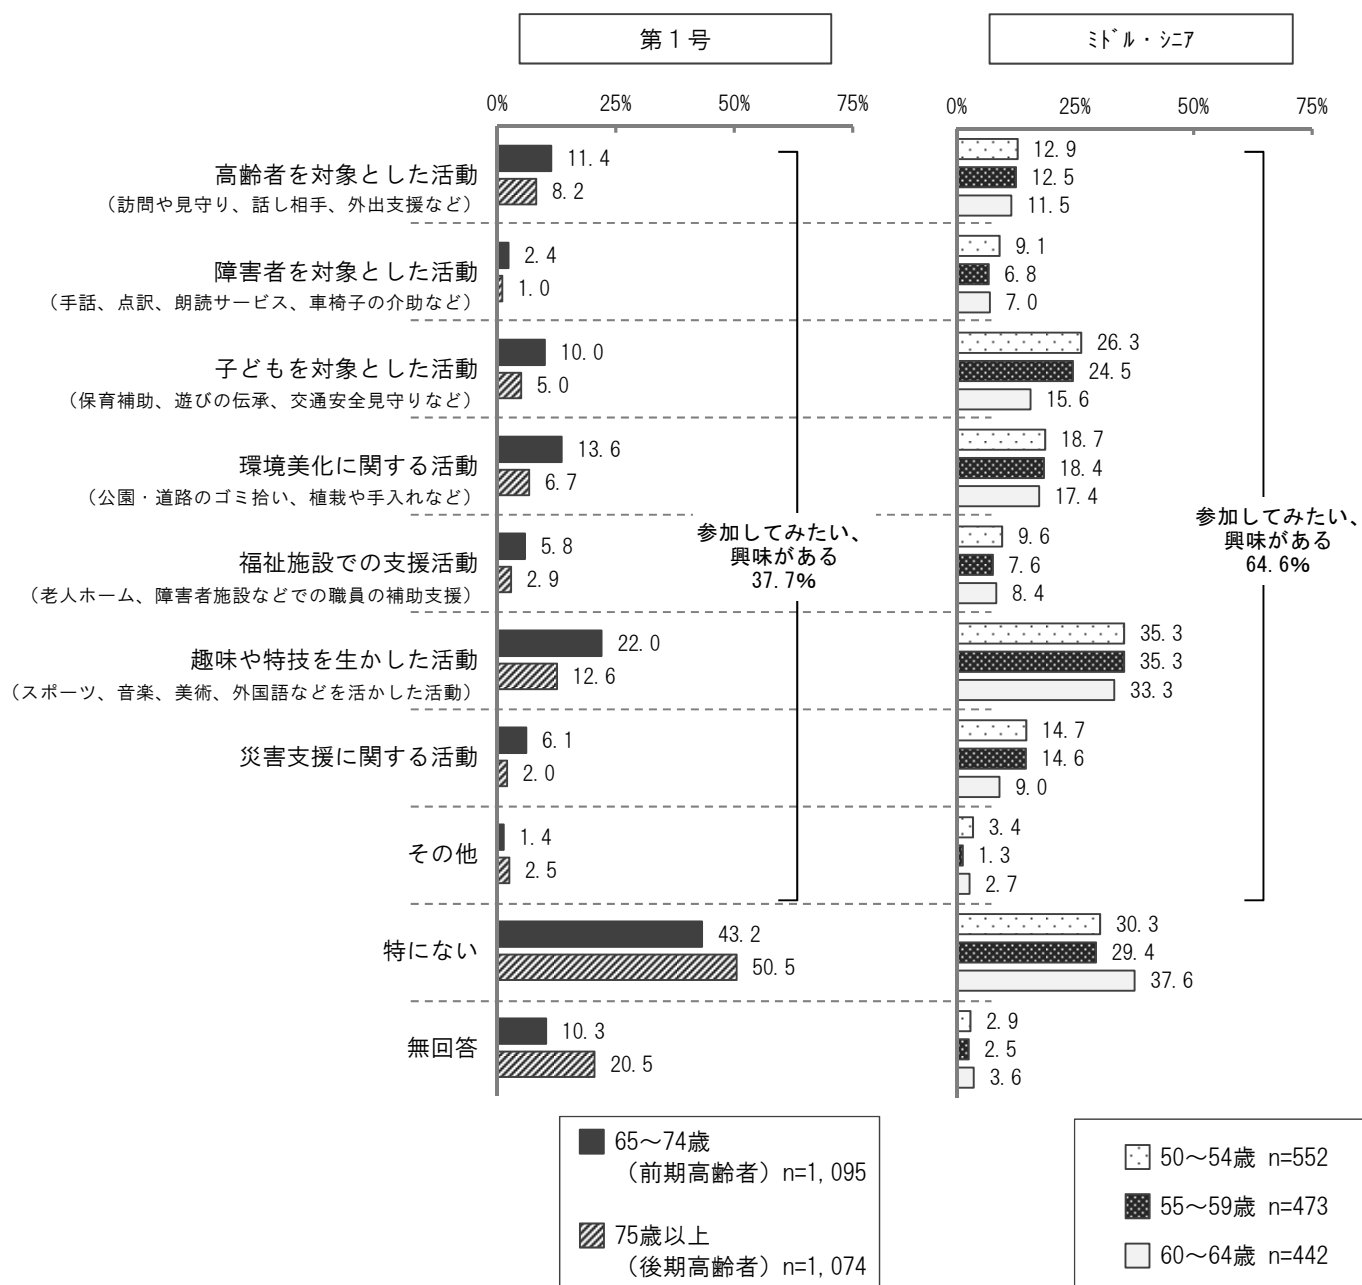 第１号
ﾐﾄﾞﾙ・ｼﾆｱ
0% 25% 50% 75%
0% 25% 50% 75%
高齢者を対象とした活動
（訪問や見守り、話し相手、外出支援など）
11.4
8.2
12.9
12.5
11.5
障害者を対象とした活動
（手話、点訳、朗読サービス、車椅子の介助など）
2.4
1.0
9.1
6.8
7.0
子どもを対象とした活動
（保育補助、遊びの伝承、交通安全見守りなど）
10.0
5.0
26.3
24.5
15.6
環境美化に関する活動
（公園・道路のゴミ拾い、植栽や手入れなど）
13.6
6.7
18.7
18.4
17.4
参加してみたい、
興味がある
37.7%
参加してみたい、
興味がある
64.6%
福祉施設での支援活動
（老人ホーム、障害者施設などでの職員の補助支援）
5.8
2.9
9.6
7.6
8.4
趣味や特技を生かした活動
（スポーツ、音楽、美術、外国語などを活かした活動）
22.0
12.6
35.3
35.3
33.3
災害支援に関する活動
6.1
2.0
14.7
14.6
9.0
その他
1.4
2.5
3.4
1.3
2.7
特にない
43.2
50.5
30.3
29.4
37.6
無回答
10.3
20.5
2.9
2.5
3.6
65～74歳
（前期高齢者）n=1,095
75歳以上
（後期高齢者）n=1,074
50～54歳 n=552
55～59歳 n=473
60～64歳 n=442